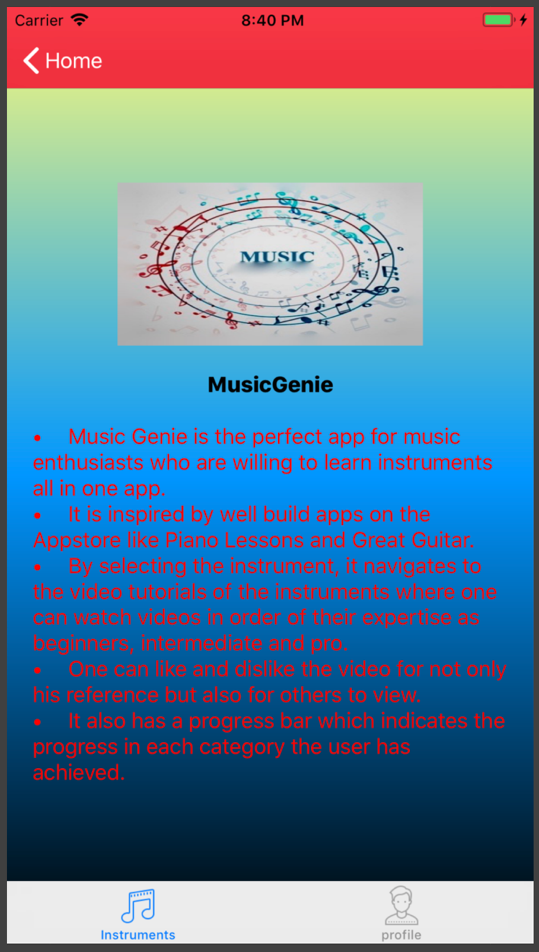 Carrier 8:40 PM
Home
MUSIC
MusicGenie
• Music Genie is the perfect app for music
enthusiasts who are willing to learn instruments
all in one app.
• It is inspired by well build apps on the
Appstore like Piano Lessons and Great Guitar.
• By selecting the instrument, it navigates to
the video tutorials of the instruments where one
can watch videos in order of their expertise as
beginners, intermediate and pro.
• One can like and dislike the video for not only
his reference but also for others to view.
• It also has a progress bar which indicates the
progress in each category the user has
achieved.
Instruments profile